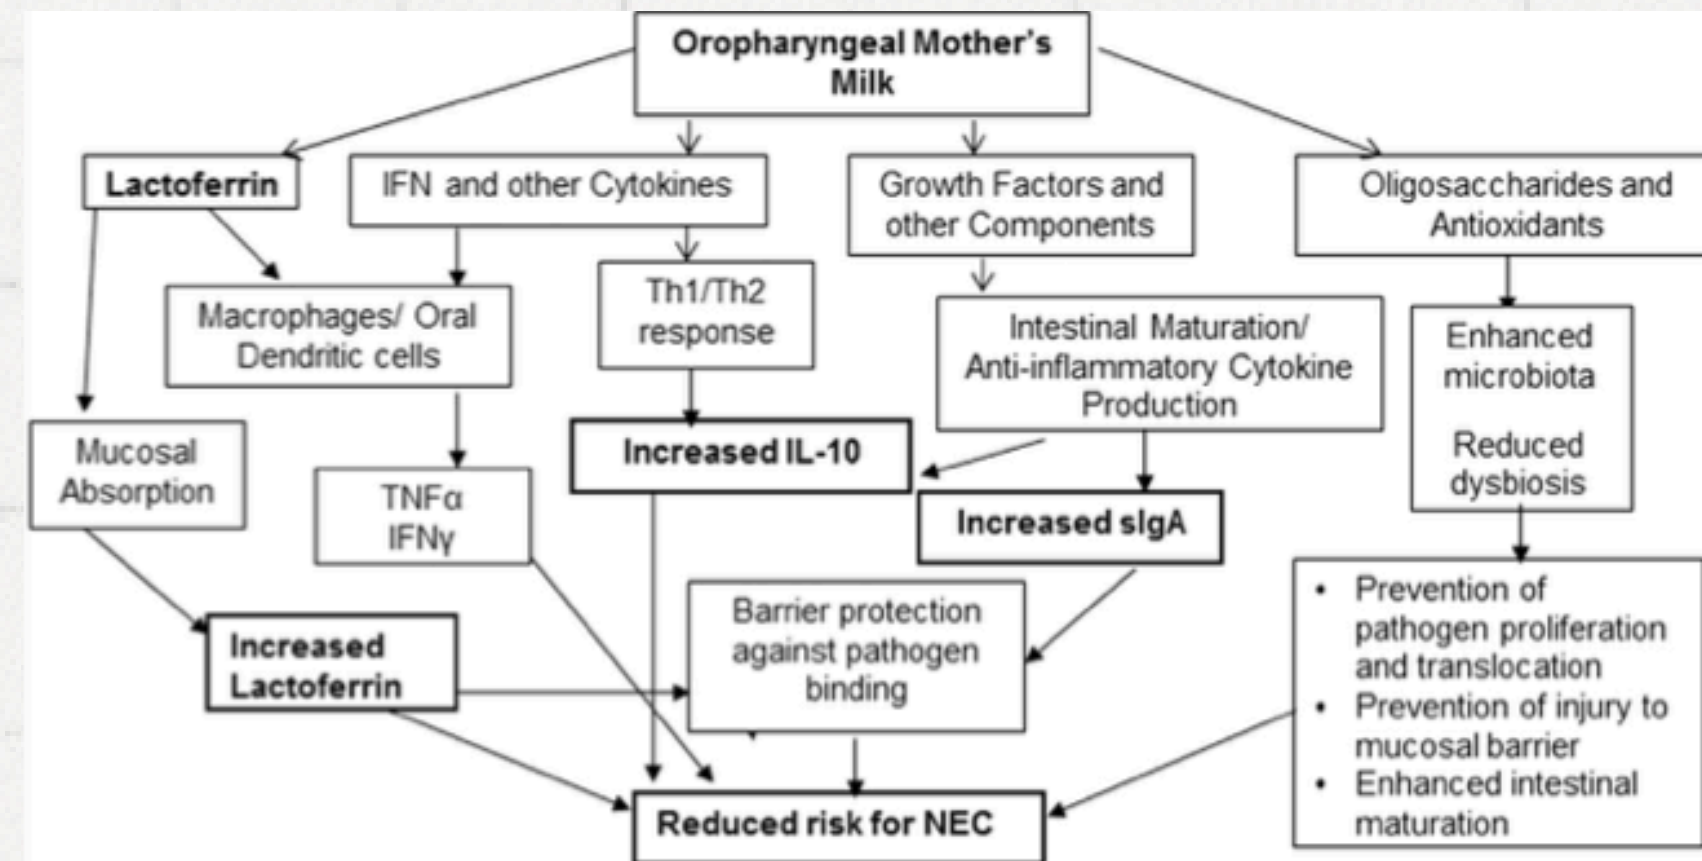 Oropharyngeal Mother's
Milk
Lactoferrin
IFN and other Cytokines
Growth Factors and
other Components
Oligosaccharides and
Antioxidants
Macrophages/ Oral
Dendritic cells
Th1/Th2
response
Intestinal Maturation/
Anti-inflammatory Cytokine
Production
Enhanced
microbiota
Reduced
dysbiosis
Mucosal
Absorption
TNFα
IFNγ
Increased IL-10
Increased sIgA
Increased
Lactoferrin
Barrier protection
against pathogen
binding
• Prevention of
pathogen proliferation
and translocation
• Prevention of injury to
mucosal barrier
• Enhanced intestinal
maturation
Reduced risk for NEC